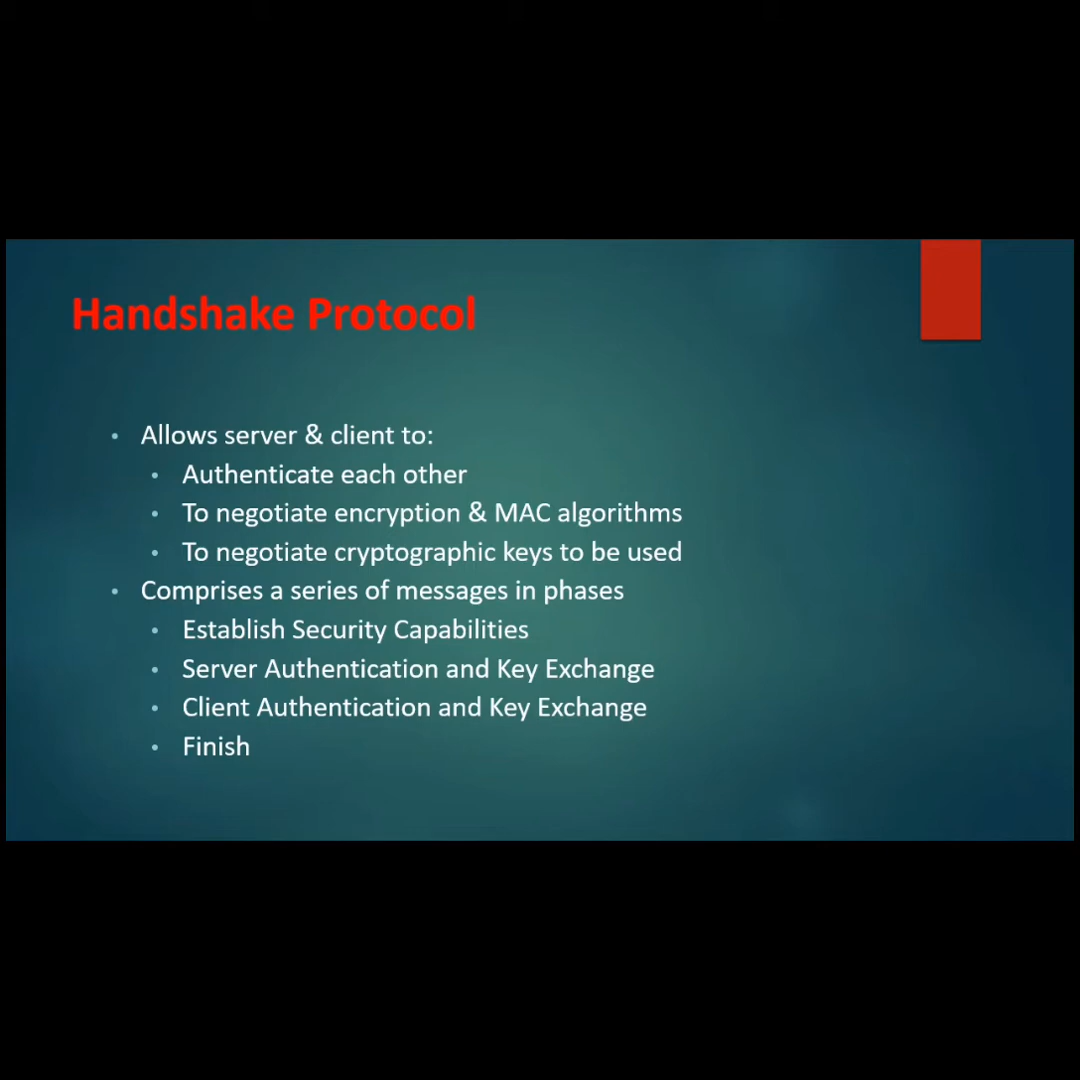 Handshake Protocol
• Allows server & client to:
• Authenticate each other
• To negotiate encryption & MAC algorithms
• To negotiate cryptographic keys to be used
• Comprises a series of messages in phases
• Establish Security Capabilities
• Server Authentication and Key Exchange
• Client Authentication and Key Exchange
• Finish